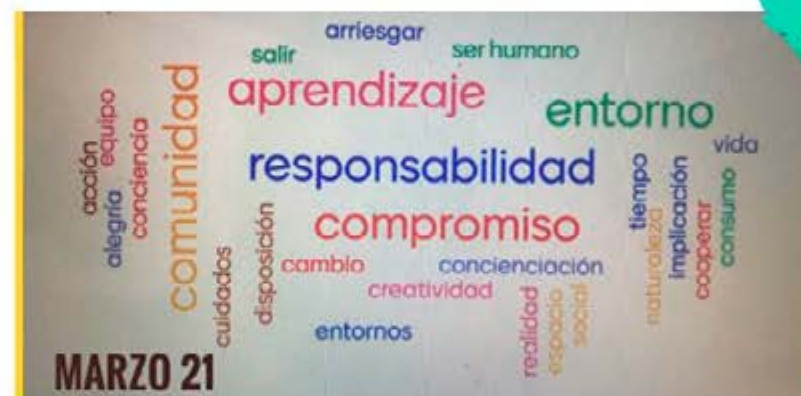 arriesgar
salir
ser humano
aprendizaje
entorno
comunidad
equipo
acción
conciencia
alegría
responsabilidad
vida
tiempo
implicación
consumo
naturaleza
cooperar
compromiso
disposición
cuidados
cambio
concienciación
creatividad
realidad
espacio
social
entornos
MARZO 21